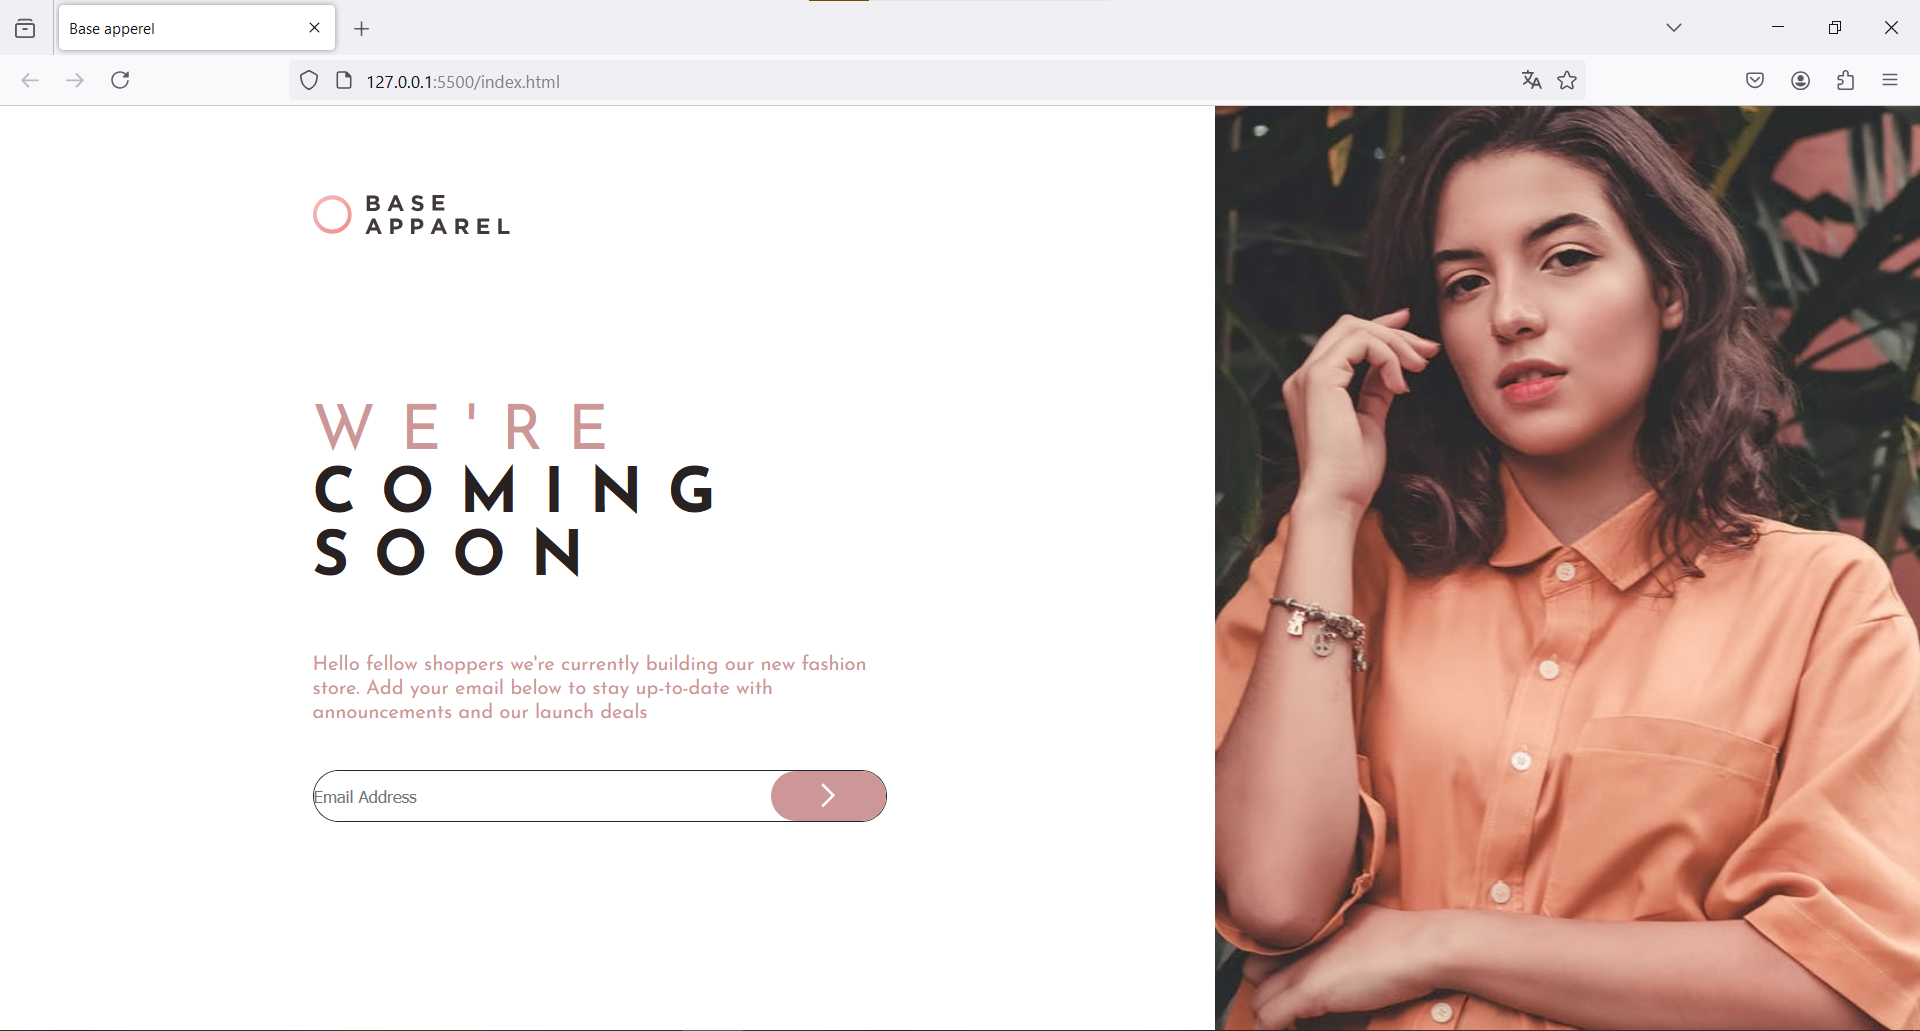 Base apperel
127.0.0.1:5500/index.html
BASE
APPAREL
WE'RE
COMING
SOON
Hello fellow shoppers we're currently building our new fashion
store. Add your email below to stay up-to-date with
announcements and our launch deals
Email Address